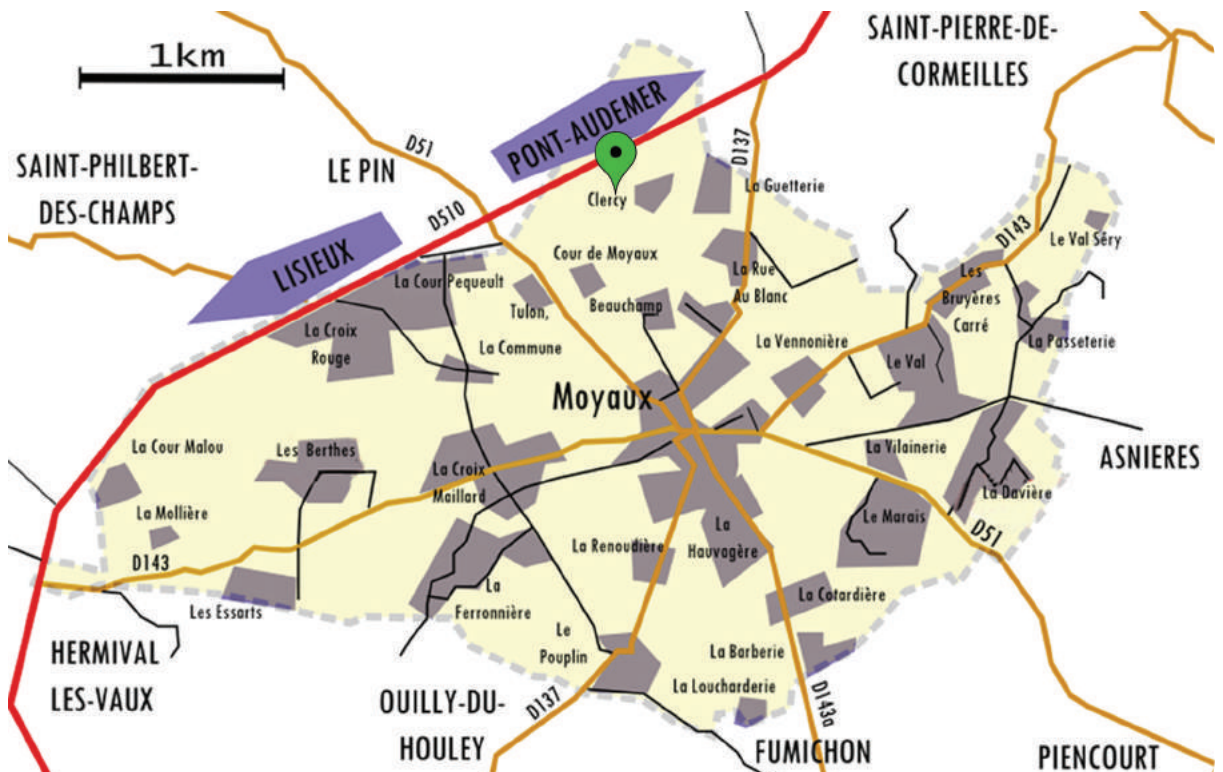 1km
SAINT-PIERRE-DE-
CORMEILLES
PONT-AUDEMER
D51
D137
SAINT-PHILBERT-
DES-CHAMPS
LE PIN
Clercy
La Guetterie
D510
LISIEUX
Cour de Moyaux
D143
Le Val Séry
La Cour Pequeult
Tulon,
Beauchamp
La Rue
Au Blanc
Les
Bruyères
Carré
La Croix
Rouge
La Commune
La Vennonière
Le Val
La Passeterie
Moyaux
La Cour Malou
Les Berthes
La Croix
Maillard
La Vilainerie
ASNIERES
La Davière
La Mollière
Le Marais
La Renoudière
La
Hauvagère
D51
D143
Les Essarts
La
Ferronnière
La Cotardière
HERMIVAL
LES-VAUX
Le
Pouplin
La Barberie
La Loucharderie
OUILLY-DU-
HOULEY
D137
D143a
FUMICHON
PIENCOURT